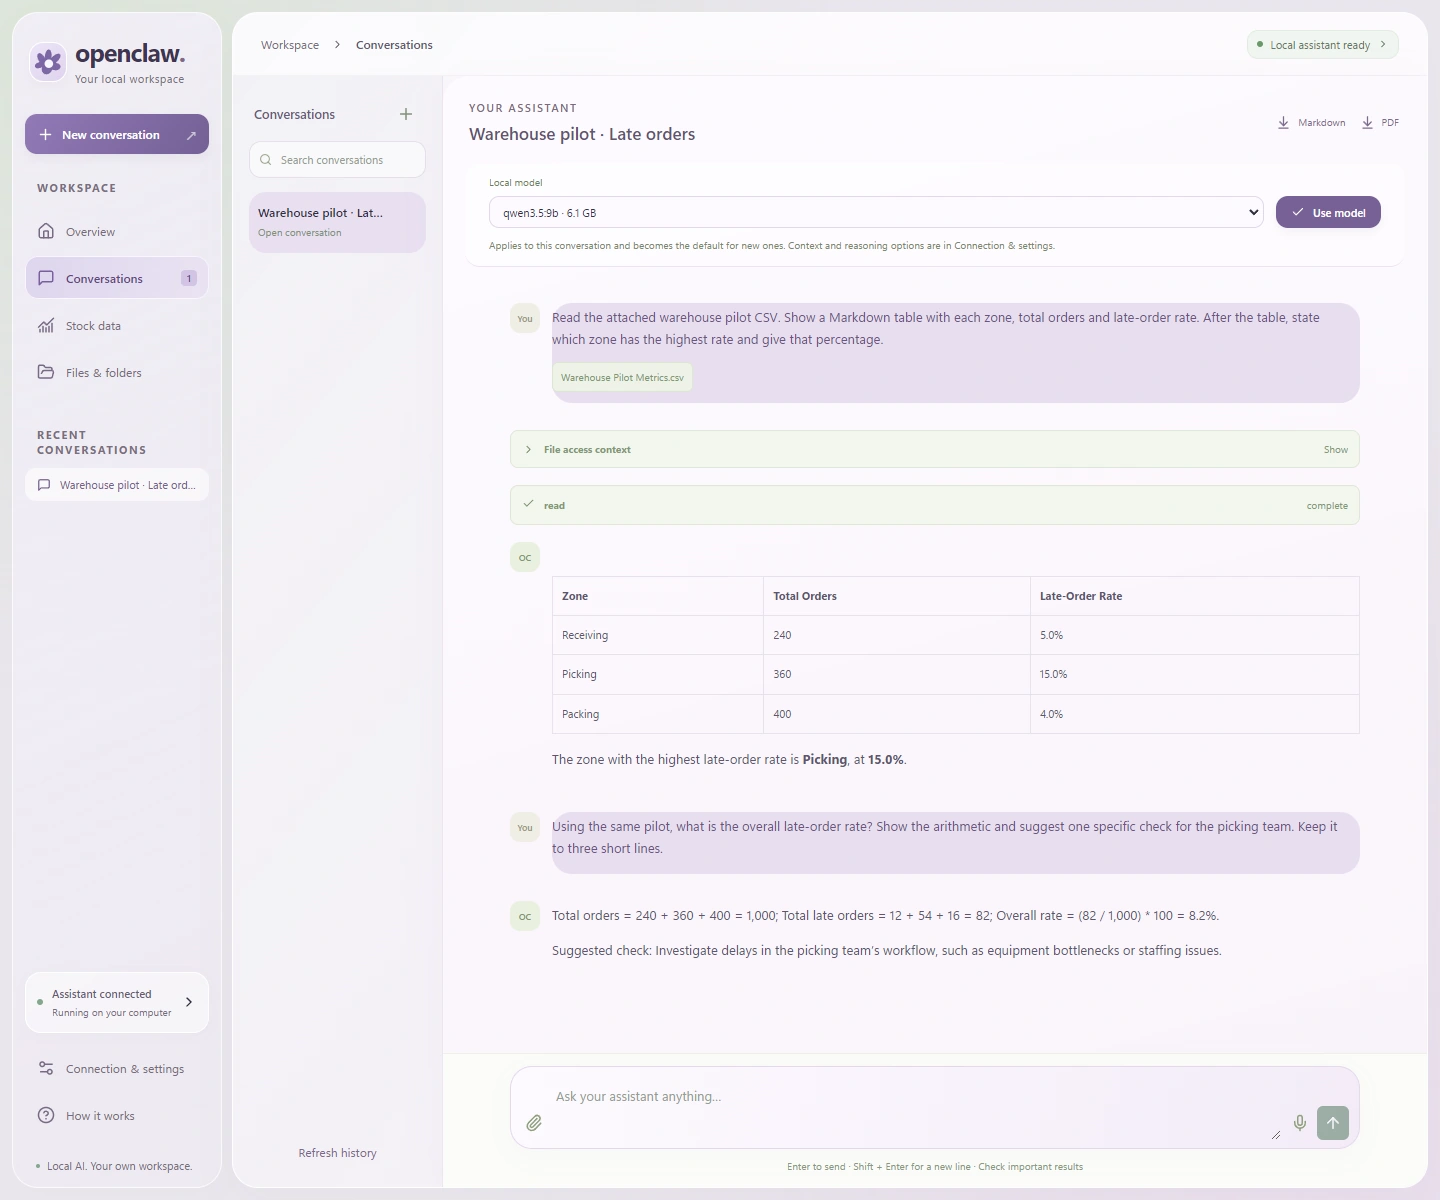 openclaw.
Your local workspace
New conversation
WORKSPACE
Overview
Conversations
1
Stock data
Files & folders
RECENT
CONVERSATIONS
Warehouse pilot · Late ord...
Assistant connected
Running on your computer
Connection & settings
How it works
Local AI. Your own workspace.
Workspace > Conversations
Local assistant ready
Conversations
Search conversations
Warehouse pilot · Lat...
Open conversation
Refresh history
YOUR ASSISTANT
Warehouse pilot · Late orders
Markdown
PDF
Local model
qwen3.5:9b · 6.1 GB
Use model
Applies to this conversation and becomes the default for new ones. Context and reasoning options are in Connection & settings.
You
Read the attached warehouse pilot CSV. Show a Markdown table with each zone, total orders and late-order rate. After the table, state
which zone has the highest rate and give that percentage.
Warehouse Pilot Metrics.csv
File access context
Show
read
complete
OC
Zone Total Orders Late-Order Rate
Receiving 240 5.0%
Picking 360 15.0%
Packing 400 4.0%
The zone with the highest late-order rate is Picking, at 15.0%.
You
Using the same pilot, what is the overall late-order rate? Show the arithmetic and suggest one specific check for the picking team. Keep it
to three short lines.
OC
Total orders = 240 + 360 + 400 = 1,000; Total late orders = 12 + 54 + 16 = 82; Overall rate = (82 / 1,000) * 100 = 8.2%.
Suggested check: Investigate delays in the picking team's workflow, such as equipment bottlenecks or staffing issues.
Ask your assistant anything...
Enter to send · Shift + Enter for a new line · Check important results